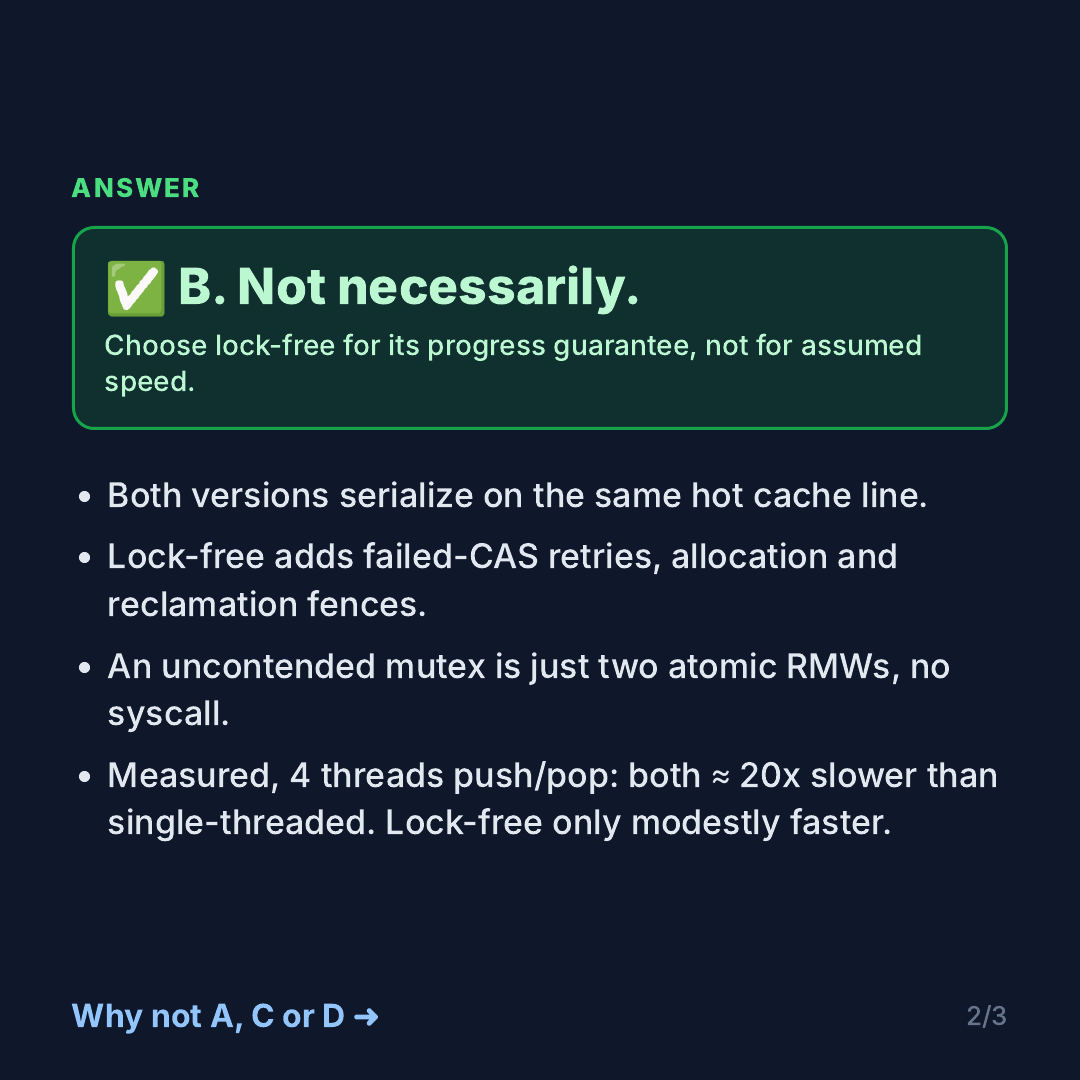 ANSWER
✅ B. Not necessarily.
Choose lock-free for its progress guarantee, not for assumed
speed.
• Both versions serialize on the same hot cache line.
• Lock-free adds failed-CAS retries, allocation and
reclamation fences.
• An uncontended mutex is just two atomic RMWs, no
syscall.
• Measured, 4 threads push/pop: both ≈ 20x slower than
single-threaded. Lock-free only modestly faster.
Why not A, C or D ➜
2/3